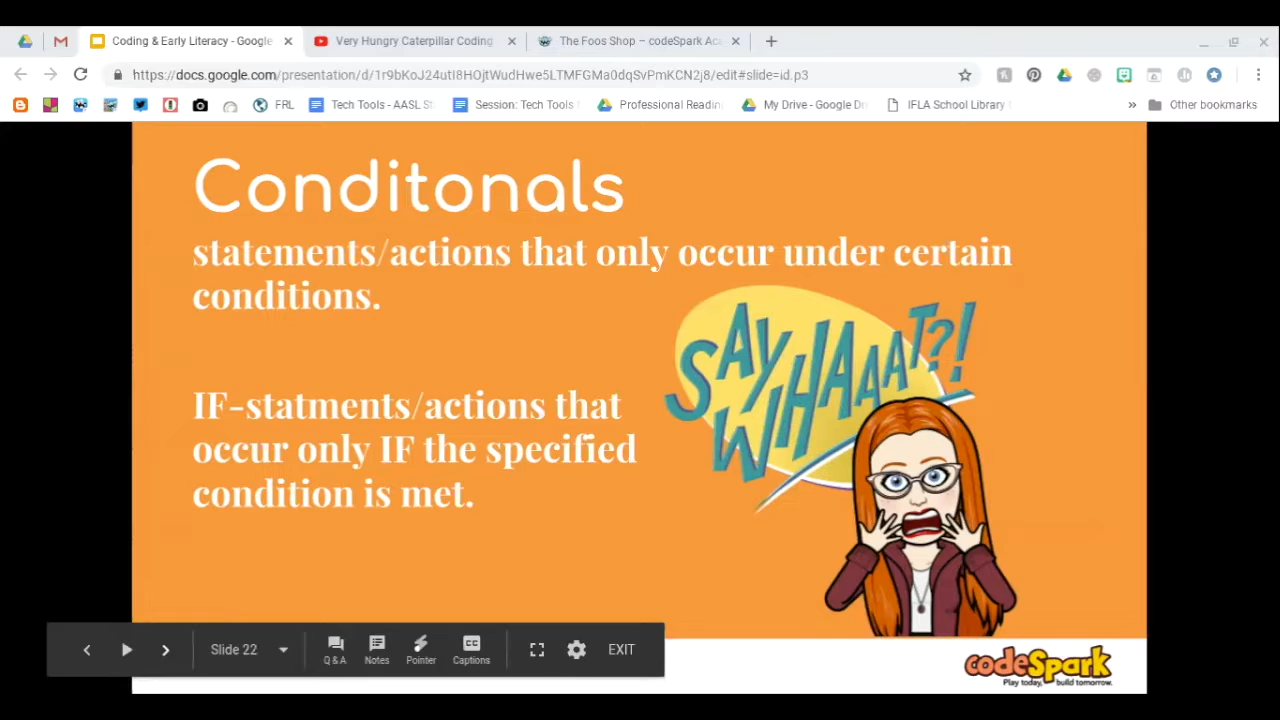 Coding & Early Literacy - Google
Very Hungry Caterpillar Coding
The Foos Shop – codeSpark Aca
https://docs.google.com/presentation/d/1r9bKoJ24utI8HOjtWudHwe5LTMFGMa0dqSvPmKCN2j8/edit#slide=id.p3
FRL
Tech Tools - AASL St
Session: Tech Tools f
Professional Readin
My Drive - Google Dr
IFLA School Library
» Other bookmarks
Conditonals
statements/actions that only occur under certain
conditions.
SAY
WHAAAT?!
IF-statments/actions that
occur only IF the specified
condition is met.
Slide 22
Q & A
Notes
Pointer
CC
Captions
EXIT
codeSpark
Play today, build tomorrow.